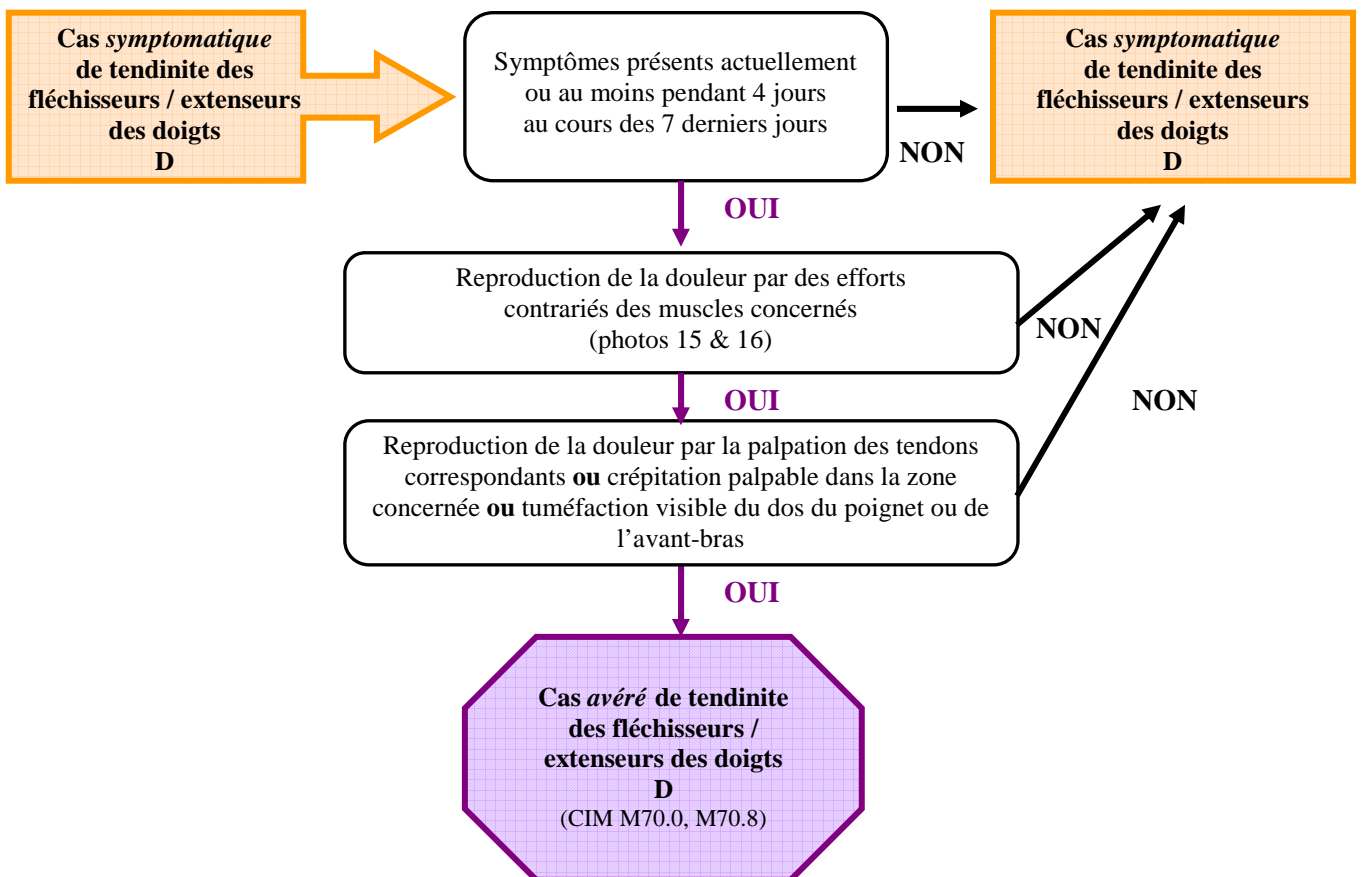 Cas symptomatique
de tendinite des
fléchisseurs / extenseurs
des doigts
D
Symptômes présents actuellement
ou au moins pendant 4 jours
au cours des 7 derniers jours
NON
Cas symptomatique
de tendinite des
fléchisseurs / extenseurs
des doigts
D
OUI
Reproduction de la douleur par des efforts
contrariés des muscles concernés
(photos 15 & 16)
NON
OUI
NON
Reproduction de la douleur par la palpation des tendons
correspondants ou crépitation palpable dans la zone
concernée ou tuméfaction visible du dos du poignet ou de
l’avant-bras
OUI
Cas avéré de tendinite
des fléchisseurs /
extenseurs des doigts
D
(CIM M70.0, M70.8)